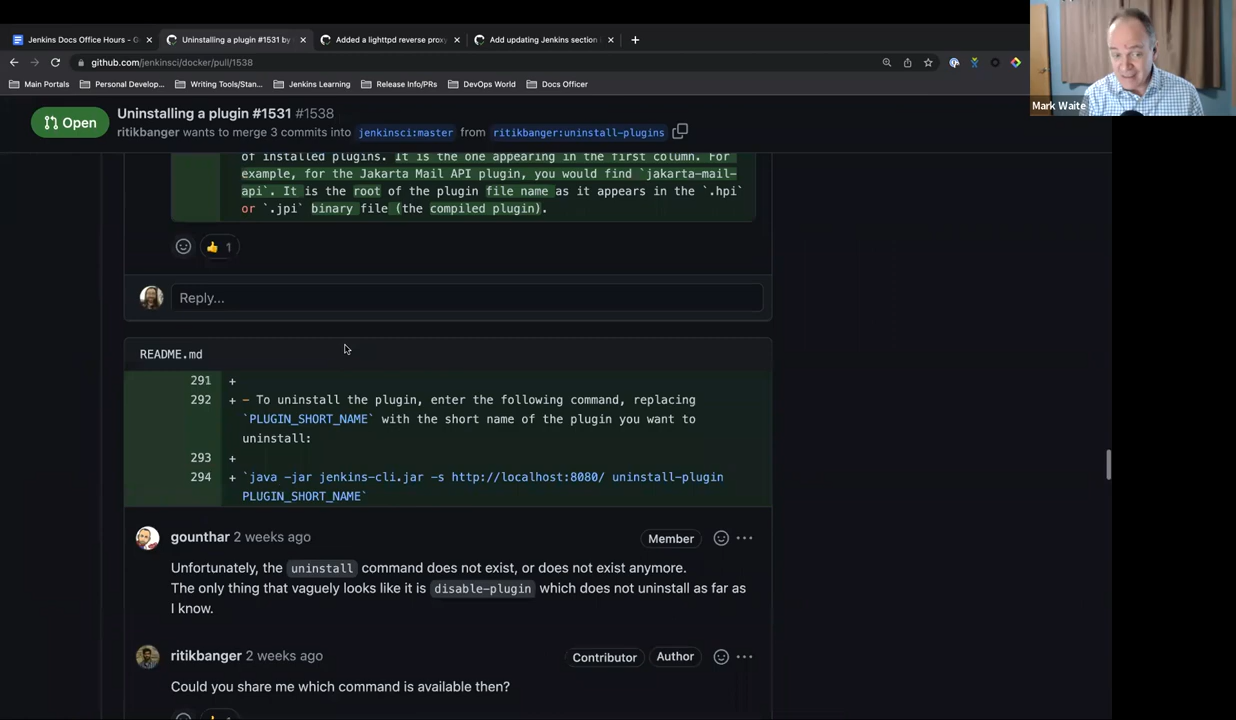 Jenkins Docs Office Hours - G
Uninstalling a plugin #1531 by
Added a lighttpd reverse proxy
Add updating Jenkins section
github.com/jenkinsci/docker/pull/1538
Main Portals
Personal Develop...
Writing Tools/Stan...
Jenkins Learning
Release Info/PRs
DevOps World
Docs Officer
Mark Waite
Open
Uninstalling a plugin #1531 #1538
ritikbanger wants to merge 3 commits into jenkinsci:master from ritikbanger:uninstall-plugins
of installed plugins. It is the one appearing in the first column. For
example, for the Jakarta Mail API plugin, you would find `jakarta-mail-
api`. It is the root of the plugin file name as it appears in the `.hpi`
or `.jpi` binary file (the compiled plugin).
👍 1
Reply...
README.md
291 +
292 + - To uninstall the plugin, enter the following command, replacing
`PLUGIN_SHORT_NAME` with the short name of the plugin you want to
uninstall:
293 +
294 + `java -jar jenkins-cli.jar -s http://localhost:8080/ uninstall-plugin
PLUGIN_SHORT_NAME`
gounthar 2 weeks ago
Member
Unfortunately, the uninstall command does not exist, or does not exist anymore.
The only thing that vaguely looks like it is disable-plugin which does not uninstall as far as
I know.
ritikbanger 2 weeks ago
Contributor Author
Could you share me which command is available then?